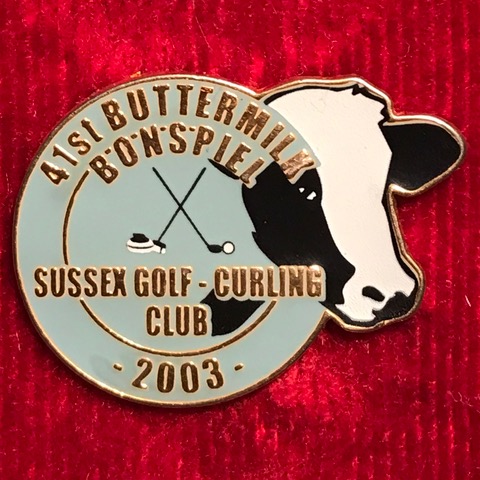 41st BUTTERMILK
BONSPIEL
SUSSEX GOLF - CURLING
CLUB
- 2003 -